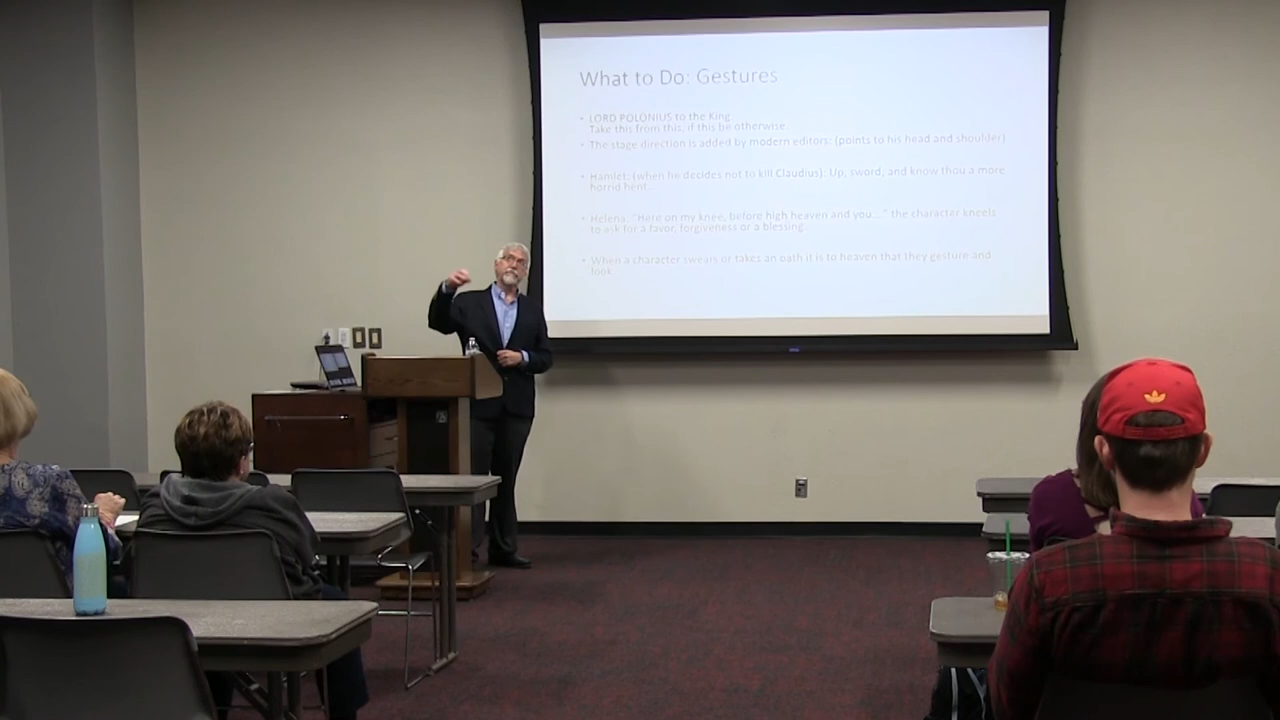 What to Do: Gestures
• LORD POLONIUS to the King
Take this from this, if this be otherwise.
• The stage direction is added by modern editors: (points to his head and shoulder)
• Hamlet: (when he decides not to kill Claudius): Up, sword, and know thou a more
horrid hent...
• Helena: "Here on my knee, before high heaven and you..." the character kneels
to ask for a favor, forgiveness or a blessing.
• When a character swears or takes an oath it is to heaven that they gesture and
look.